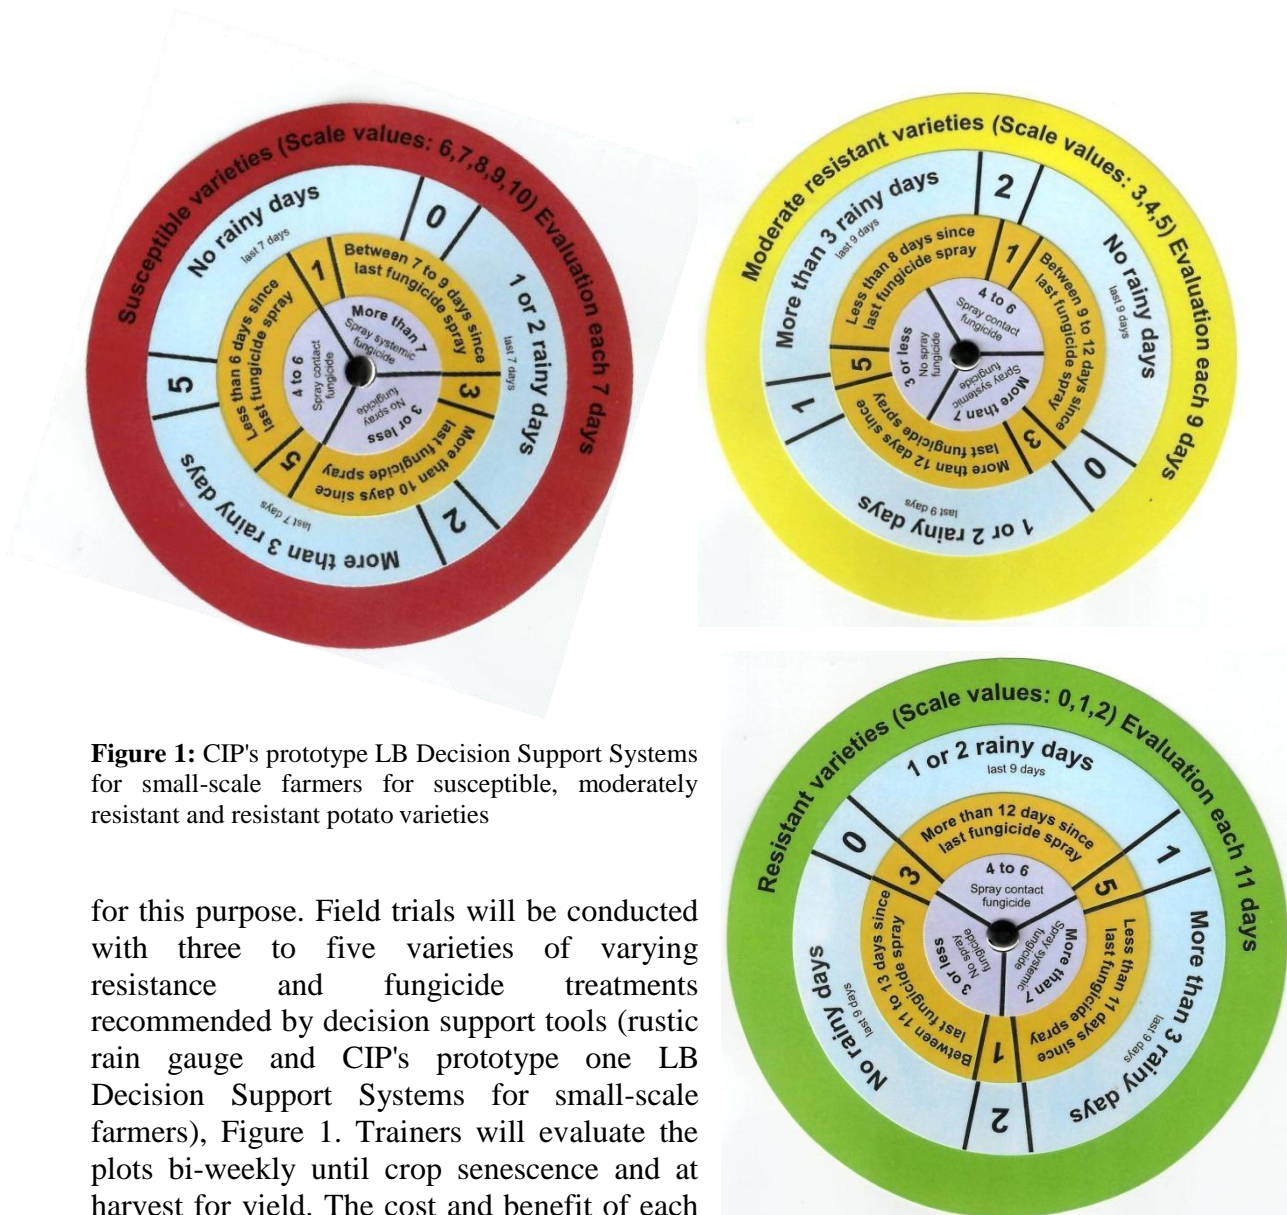 Susceptible varieties (Scale values: 6,7,8,9,10) Evaluation each 7 days
No rainy days
last 7 days
0
1 or 2 rainy days
last 7 days
2
More than 3 rainy days
last 7 days
5
1
Between 7 to 9 days since
last fungicide spray
3
More than 10 days since
last fungicide spray
5
Less than 6 days since
last fungicide spray
More than 7
Spray systemic
fungicide
3 or less
No spray
fungicide
4 to 6
Spray contact
fungicide
Moderate resistant varieties (Scale values: 3,4,5) Evaluation each 9 days
More than 3 rainy days
last 9 days
2
No rainy days
last 9 days
0
1 or 2 rainy days
last 9 days
1
Less than 8 days since
last fungicide spray
1
Between 9 to 12 days since
last fungicide spray
3
More than 12 days since
last fungicide spray
5
4 to 6
Spray contact
fungicide
More than 7
Spray systemic
fungicide
3 or less
No spray
fungicide
Figure 1: CIP's prototype LB Decision Support Systems
for small-scale farmers for susceptible, moderately
resistant and resistant potato varieties
for this purpose. Field trials will be conducted
with three to five varieties of varying
resistance and fungicide treatments
recommended by decision support tools (rustic
rain gauge and CIP's prototype one LB
Decision Support Systems for small-scale
farmers), Figure 1. Trainers will evaluate the
plots bi-weekly until crop senescence and at
harvest for yield. The cost and benefit of each
Resistant varieties (Scale values: 0,1,2) Evaluation each 11 days
1 or 2 rainy days
last 9 days
1
More than 3 rainy days
last 9 days
2
No rainy days
last 9 days
0
More than 12 days since
last fungicide spray
5
Less than 11 days since
last fungicide spray
1
Between 11 to 13 days since
last fungicide spray
3
4 to 6
Spray contact
fungicide
More than 7
Spray systemic
fungicide
3 or less
No spray
fungicide